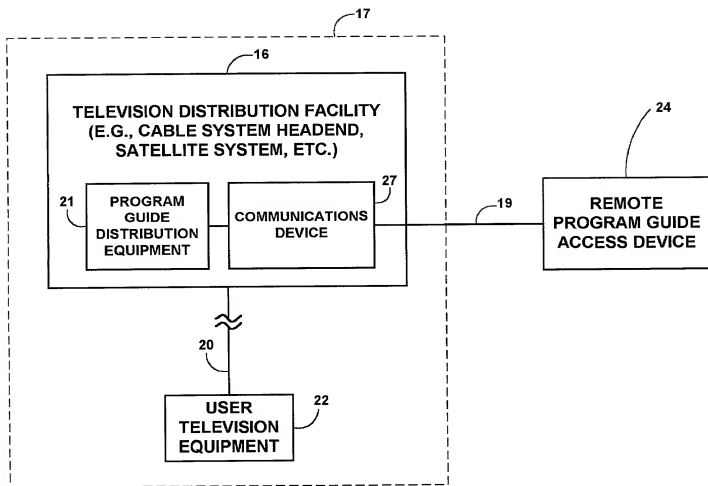 17
16
TELEVISION DISTRIBUTION FACILITY
(E.G., CABLE SYSTEM HEADEND,
SATELLITE SYSTEM, ETC.)
21
PROGRAM
GUIDE
DISTRIBUTION
EQUIPMENT
27
COMMUNICATIONS
DEVICE
19
24
REMOTE
PROGRAM GUIDE
ACCESS DEVICE
20
22
USER
TELEVISION
EQUIPMENT